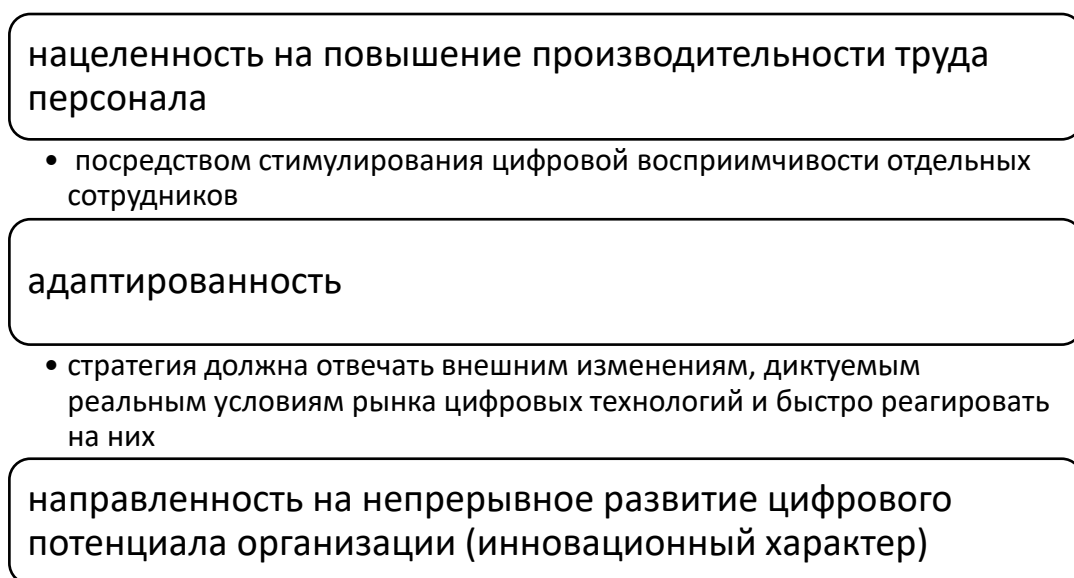 нацеленность на повышение производительности труда
персонала
• посредством стимулирования цифровой восприимчивости отдельных
сотрудников
адаптированность
• стратегия должна отвечать внешним изменениям, диктуемым
реальным условиям рынка цифровых технологий и быстро реагировать
на них
направленность на непрерывное развитие цифрового
потенциала организации (инновационный характер)